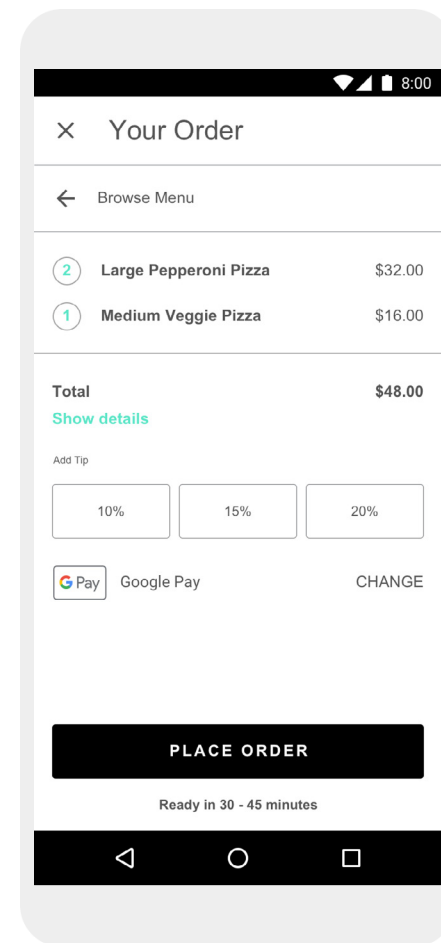 8:00
Your Order
Browse Menu
2 Large Pepperoni Pizza $32.00
1 Medium Veggie Pizza $16.00
Total $48.00
Show details
Add Tip
10% 15% 20%
G Pay Google Pay CHANGE
PLACE ORDER
Ready in 30 - 45 minutes